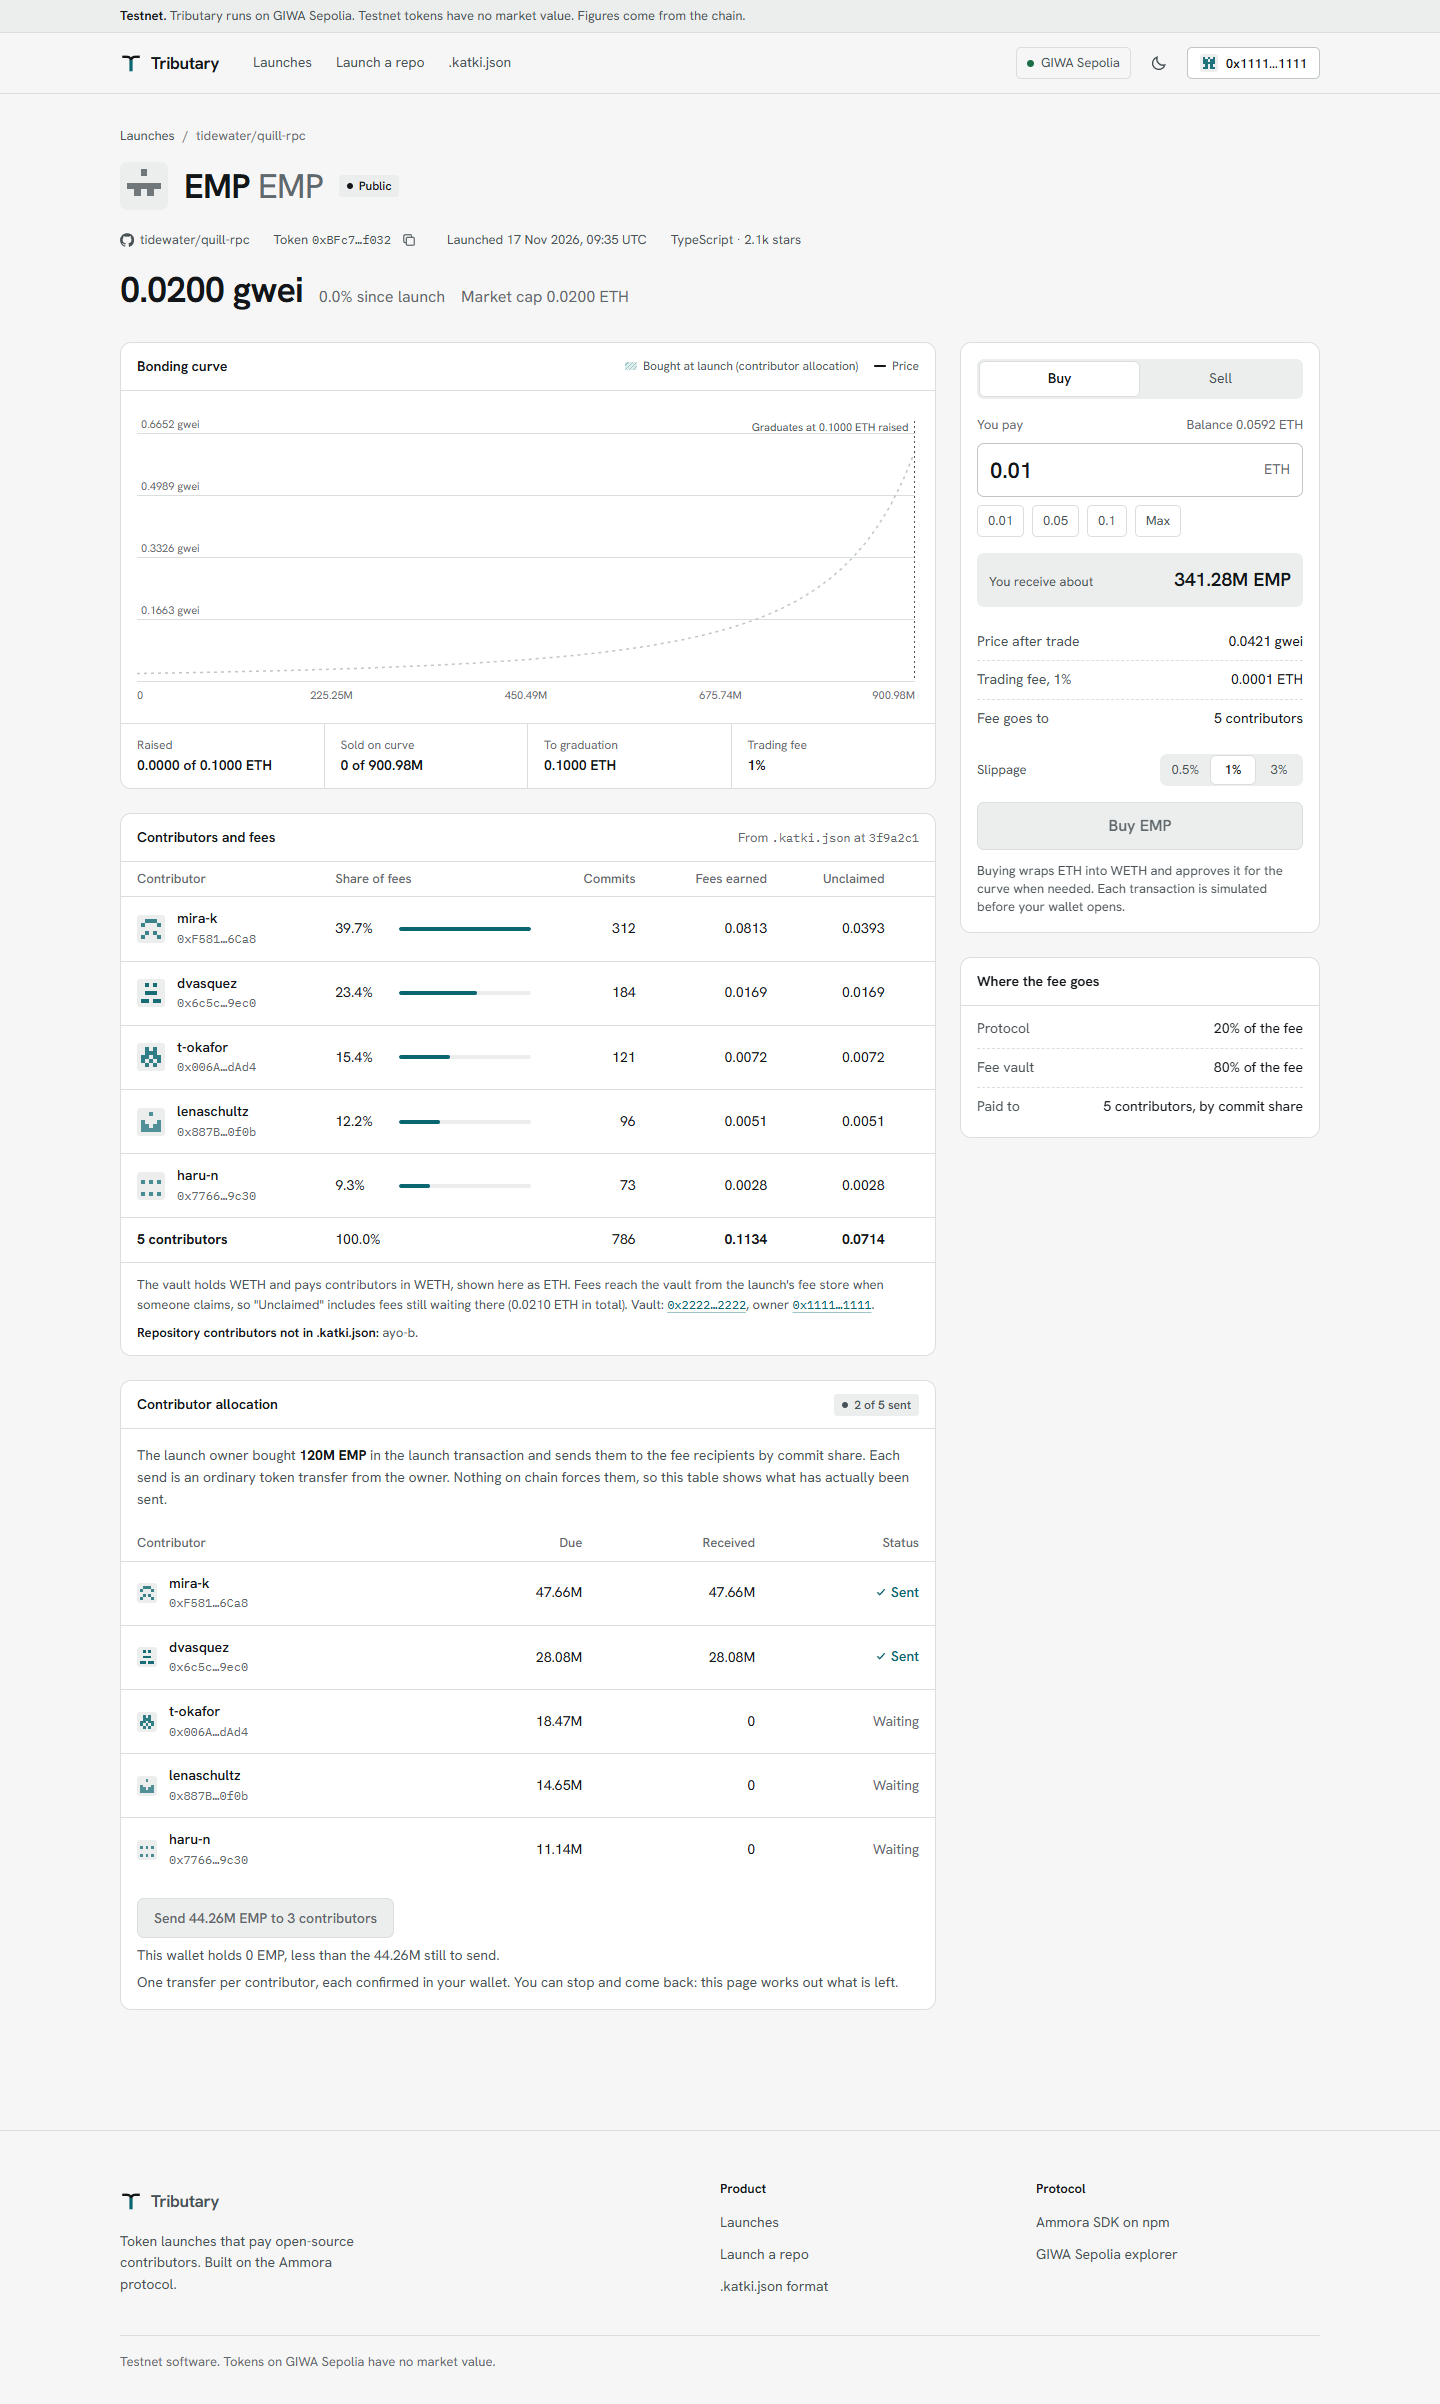 Testnet. Tributary runs on GIWA Sepolia. Testnet tokens have no market value. Figures come from the chain.
Tributary
Launches
Launch a repo
.katki.json
GIWA Sepolia
0x1111…1111
Launches / tidewater/quill-rpc
EMP EMP
Public
tidewater/quill-rpc
Token 0xBFc7…f032
Launched 17 Nov 2026, 09:35 UTC
TypeScript · 2.1k stars
0.0200 gwei
0.0% since launch
Market cap 0.0200 ETH
Bonding curve
Bought at launch (contributor allocation)
Price
0.6652 gwei
Graduates at 0.1000 ETH raised
0.4989 gwei
0.3326 gwei
0.1663 gwei
0
225.25M
450.49M
675.74M
900.98M
Raised
0.0000 of 0.1000 ETH
Sold on curve
0 of 900.98M
To graduation
0.1000 ETH
Trading fee
1%
Buy
Sell
You pay
Balance 0.0592 ETH
0.01
ETH
0.01
0.05
0.1
Max
You receive about
341.28M EMP
Price after trade
0.0421 gwei
Trading fee, 1%
0.0001 ETH
Fee goes to
5 contributors
Slippage
0.5%
1%
3%
Buy EMP
Buying wraps ETH into WETH and approves it for the
curve when needed. Each transaction is simulated
before your wallet opens.
Where the fee goes
Protocol
20% of the fee
Fee vault
80% of the fee
Paid to
5 contributors, by commit share
Contributors and fees
From .katki.json at 3f9a2c1
Contributor
Share of fees
Commits
Fees earned
Unclaimed
mira-k
0xF581…6Ca8
39.7%
312
0.0813
0.0393
dvasquez
0x6c5c…9ec0
23.4%
184
0.0169
0.0169
t-okafor
0x006A…dAd4
15.4%
121
0.0072
0.0072
lenaschultz
0x887B…0f0b
12.2%
96
0.0051
0.0051
haru-n
0x7766…9c30
9.3%
73
0.0028
0.0028
5 contributors
100.0%
786
0.1134
0.0714
The vault holds WETH and pays contributors in WETH, shown here as ETH. Fees reach the vault from the launch's fee store when
someone claims, so "Unclaimed" includes fees still waiting there (0.0210 ETH in total). Vault: 0x2222…2222, owner 0x1111…1111.
Repository contributors not in .katki.json: ayo-b.
Contributor allocation
2 of 5 sent
The launch owner bought 120M EMP in the launch transaction and sends them to the fee recipients by commit share. Each
send is an ordinary token transfer from the owner. Nothing on chain forces them, so this table shows what has actually been
sent.
Contributor
Due
Received
Status
mira-k
0xF581…6Ca8
47.66M
47.66M
Sent
dvasquez
0x6c5c…9ec0
28.08M
28.08M
Sent
t-okafor
0x006A…dAd4
18.47M
0
Waiting
lenaschultz
0x887B…0f0b
14.65M
0
Waiting
haru-n
0x7766…9c30
11.14M
0
Waiting
Send 44.26M EMP to 3 contributors
This wallet holds 0 EMP, less than the 44.26M still to send.
One transfer per contributor, each confirmed in your wallet. You can stop and come back: this page works out what is left.
Tributary
Token launches that pay open-source
contributors. Built on the Ammora
protocol.
Product
Launches
Launch a repo
.katki.json format
Protocol
Ammora SDK on npm
GIWA Sepolia explorer
Testnet software. Tokens on GIWA Sepolia have no market value.